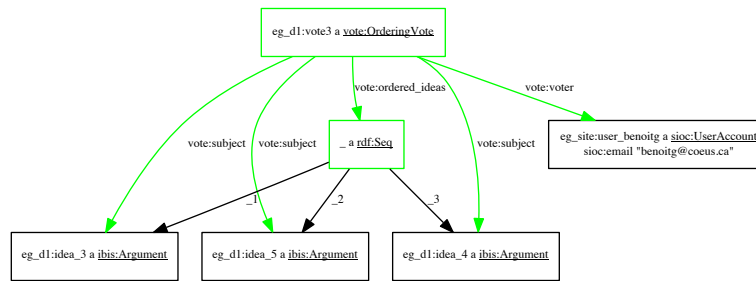 eg_d1:vote3 a vote:OrderingVote
vote:ordered_ideas
vote:voter
vote:subject
vote:subject
vote:subject
_ a rdf:Seq
eg_site:user_benoitg a sioc:UserAccount
sioc:email "benoitg@coeus.ca"
_1
_2
_3
eg_d1:idea_3 a ibis:Argument
eg_d1:idea_5 a ibis:Argument
eg_d1:idea_4 a ibis:Argument